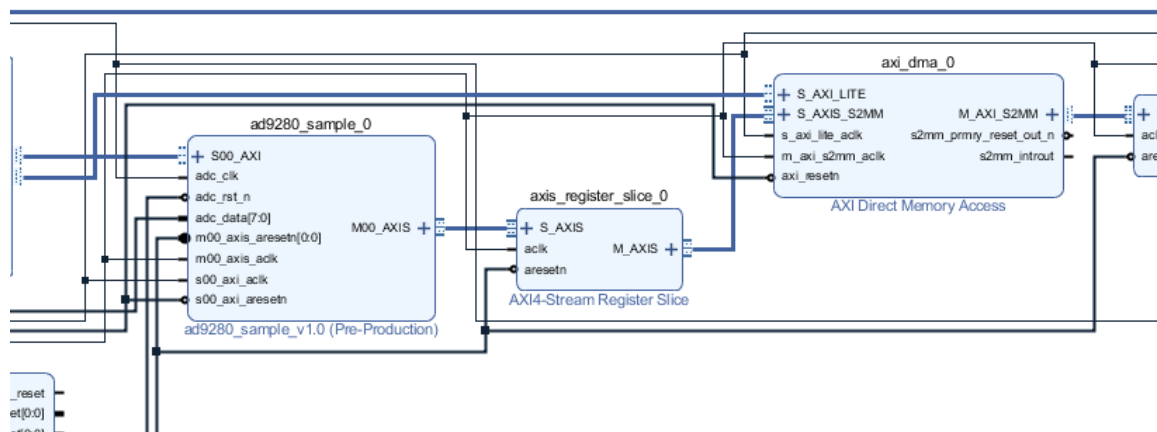 ad9280_sample_0
S00_AXI
adc_clk
adc_rst_n
adc_data[7:0]
m00_axis_aresetn[0:0]
m00_axis_aclk
s00_axi_aclk
s00_axi_aresetn
M00_AXIS
ad9280_sample_v1.0 (Pre-Production)
axis_register_slice_0
S_AXIS
aclk
aresetn
M_AXIS
AXI4-Stream Register Slice
axi_dma_0
S_AXI_LITE
S_AXIS_S2MM
s_axi_lite_aclk
m_axi_s2mm_aclk
axi_resetn
M_AXI_S2MM
s2mm_prmry_reset_out_n
s2mm_introut
AXI Direct Memory Access
acl
are
_reset
et[0:0]